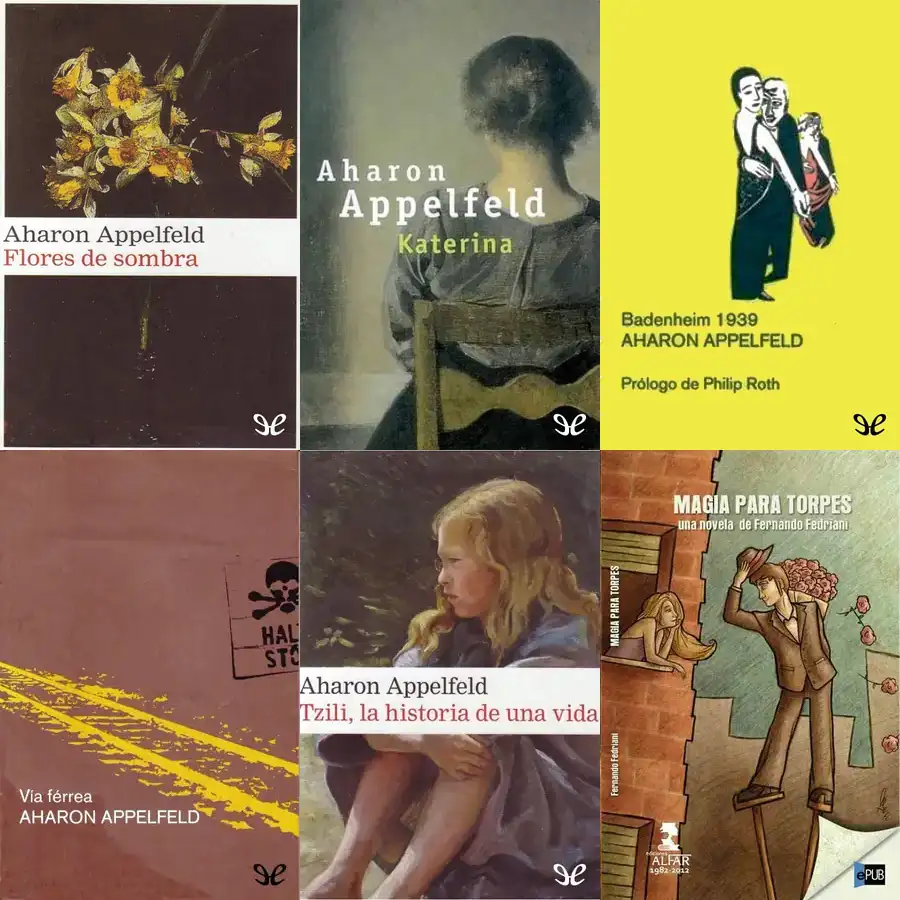 Aharon Appelfeld
Flores de sombra
Aharon
Appelfeld
Katerina
Badenheim 1939
AHARON APPELFELD
Prólogo de Philip Roth
HAL
STO
Vía férrea
AHARON APPELFELD
Aharon Appelfeld
Tzili, la historia de una vida
MAGIA PARA TORPES
una novela de Fernando Fedriani
MAGIA PARA TORPES
Fernando Fedriani
ediciones
ALFAR
1982-2012
ePUB